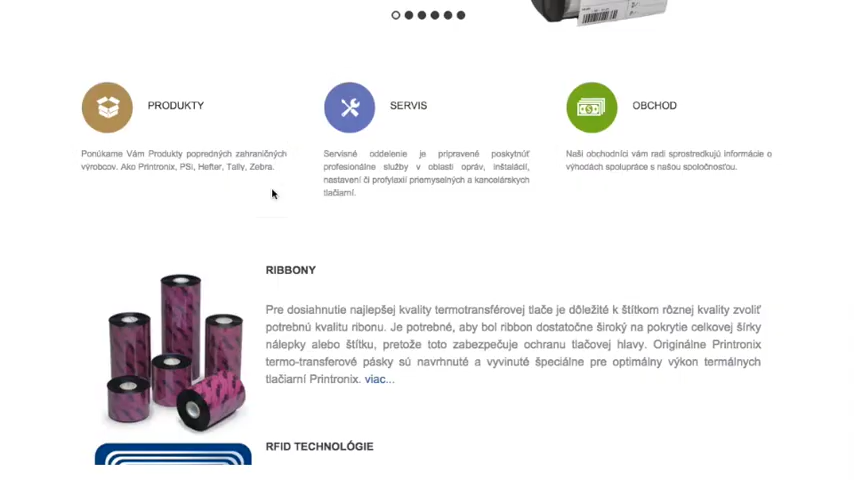 PRODUKTY
Ponúkame Vám Produkty popredných zahraničných
výrobcov. Ako Printronix, PSi, Hefter, Tally, Zebra.
SERVIS
Servisné oddelenie je pripravené poskytnúť
profesionálne služby v oblasti opráv, inštalácií,
nastavení či profylaxií priemyselných a kancelárskych
tlačiarní.
OBCHOD
Naši obchodníci vám radi sprostredkujú informácie o
výhodách spolupráce s našou spoločnosťou.
RIBBONY
Pre dosiahnutie najlepšej kvality termotransférovej tlače je dôležité k štítkom rôznej kvality zvoliť
potrebnú kvalitu ribonu. Je potrebné, aby bol ribbon dostatočne široký na pokrytie celkovej šírky
nálepky alebo štítku, pretože toto zabezpečuje ochranu tlačovej hlavy. Originálne Printronix
termo-transferové pásky sú navrhnuté a vyvinuté špeciálne pre optimálny výkon termálnych
tlačiarní Printronix. viac...
RFID TECHNOLÓGIE